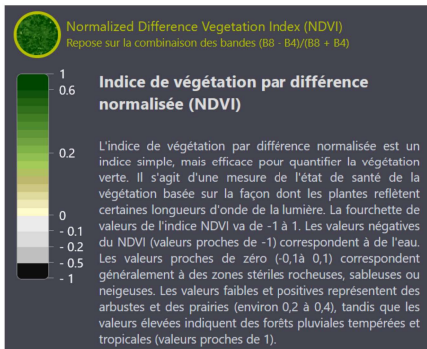 Normalized Difference Vegetation Index (NDVI)
Repose sur la combinaison des bandes (B8 - B4)/(B8 + B4)
1
0.6
0.2
0
- 0.1
- 0.2
- 0.5
- 1
Indice de végétation par différence
normalisée (NDVI)
L'indice de végétation par différence normalisée est un
indice simple, mais efficace pour quantifier la végétation
verte. Il s'agit d'une mesure de l'état de santé de la
végétation basée sur la façon dont les plantes reflètent
certaines longueurs d'onde de la lumière. La fourchette de
valeurs de l'indice NDVI va de -1 à 1. Les valeurs négatives
du NDVI (valeurs proches de -1) correspondent à de l'eau.
Les valeurs proches de zéro (-0,1à 0,1) correspondent
généralement à des zones stériles rocheuses, sableuses ou
neigeuses. Les valeurs faibles et positives représentent des
arbustes et des prairies (environ 0,2 à 0,4), tandis que les
valeurs élevées indiquent des forêts pluviales tempérées et
tropicales (valeurs proches de 1).